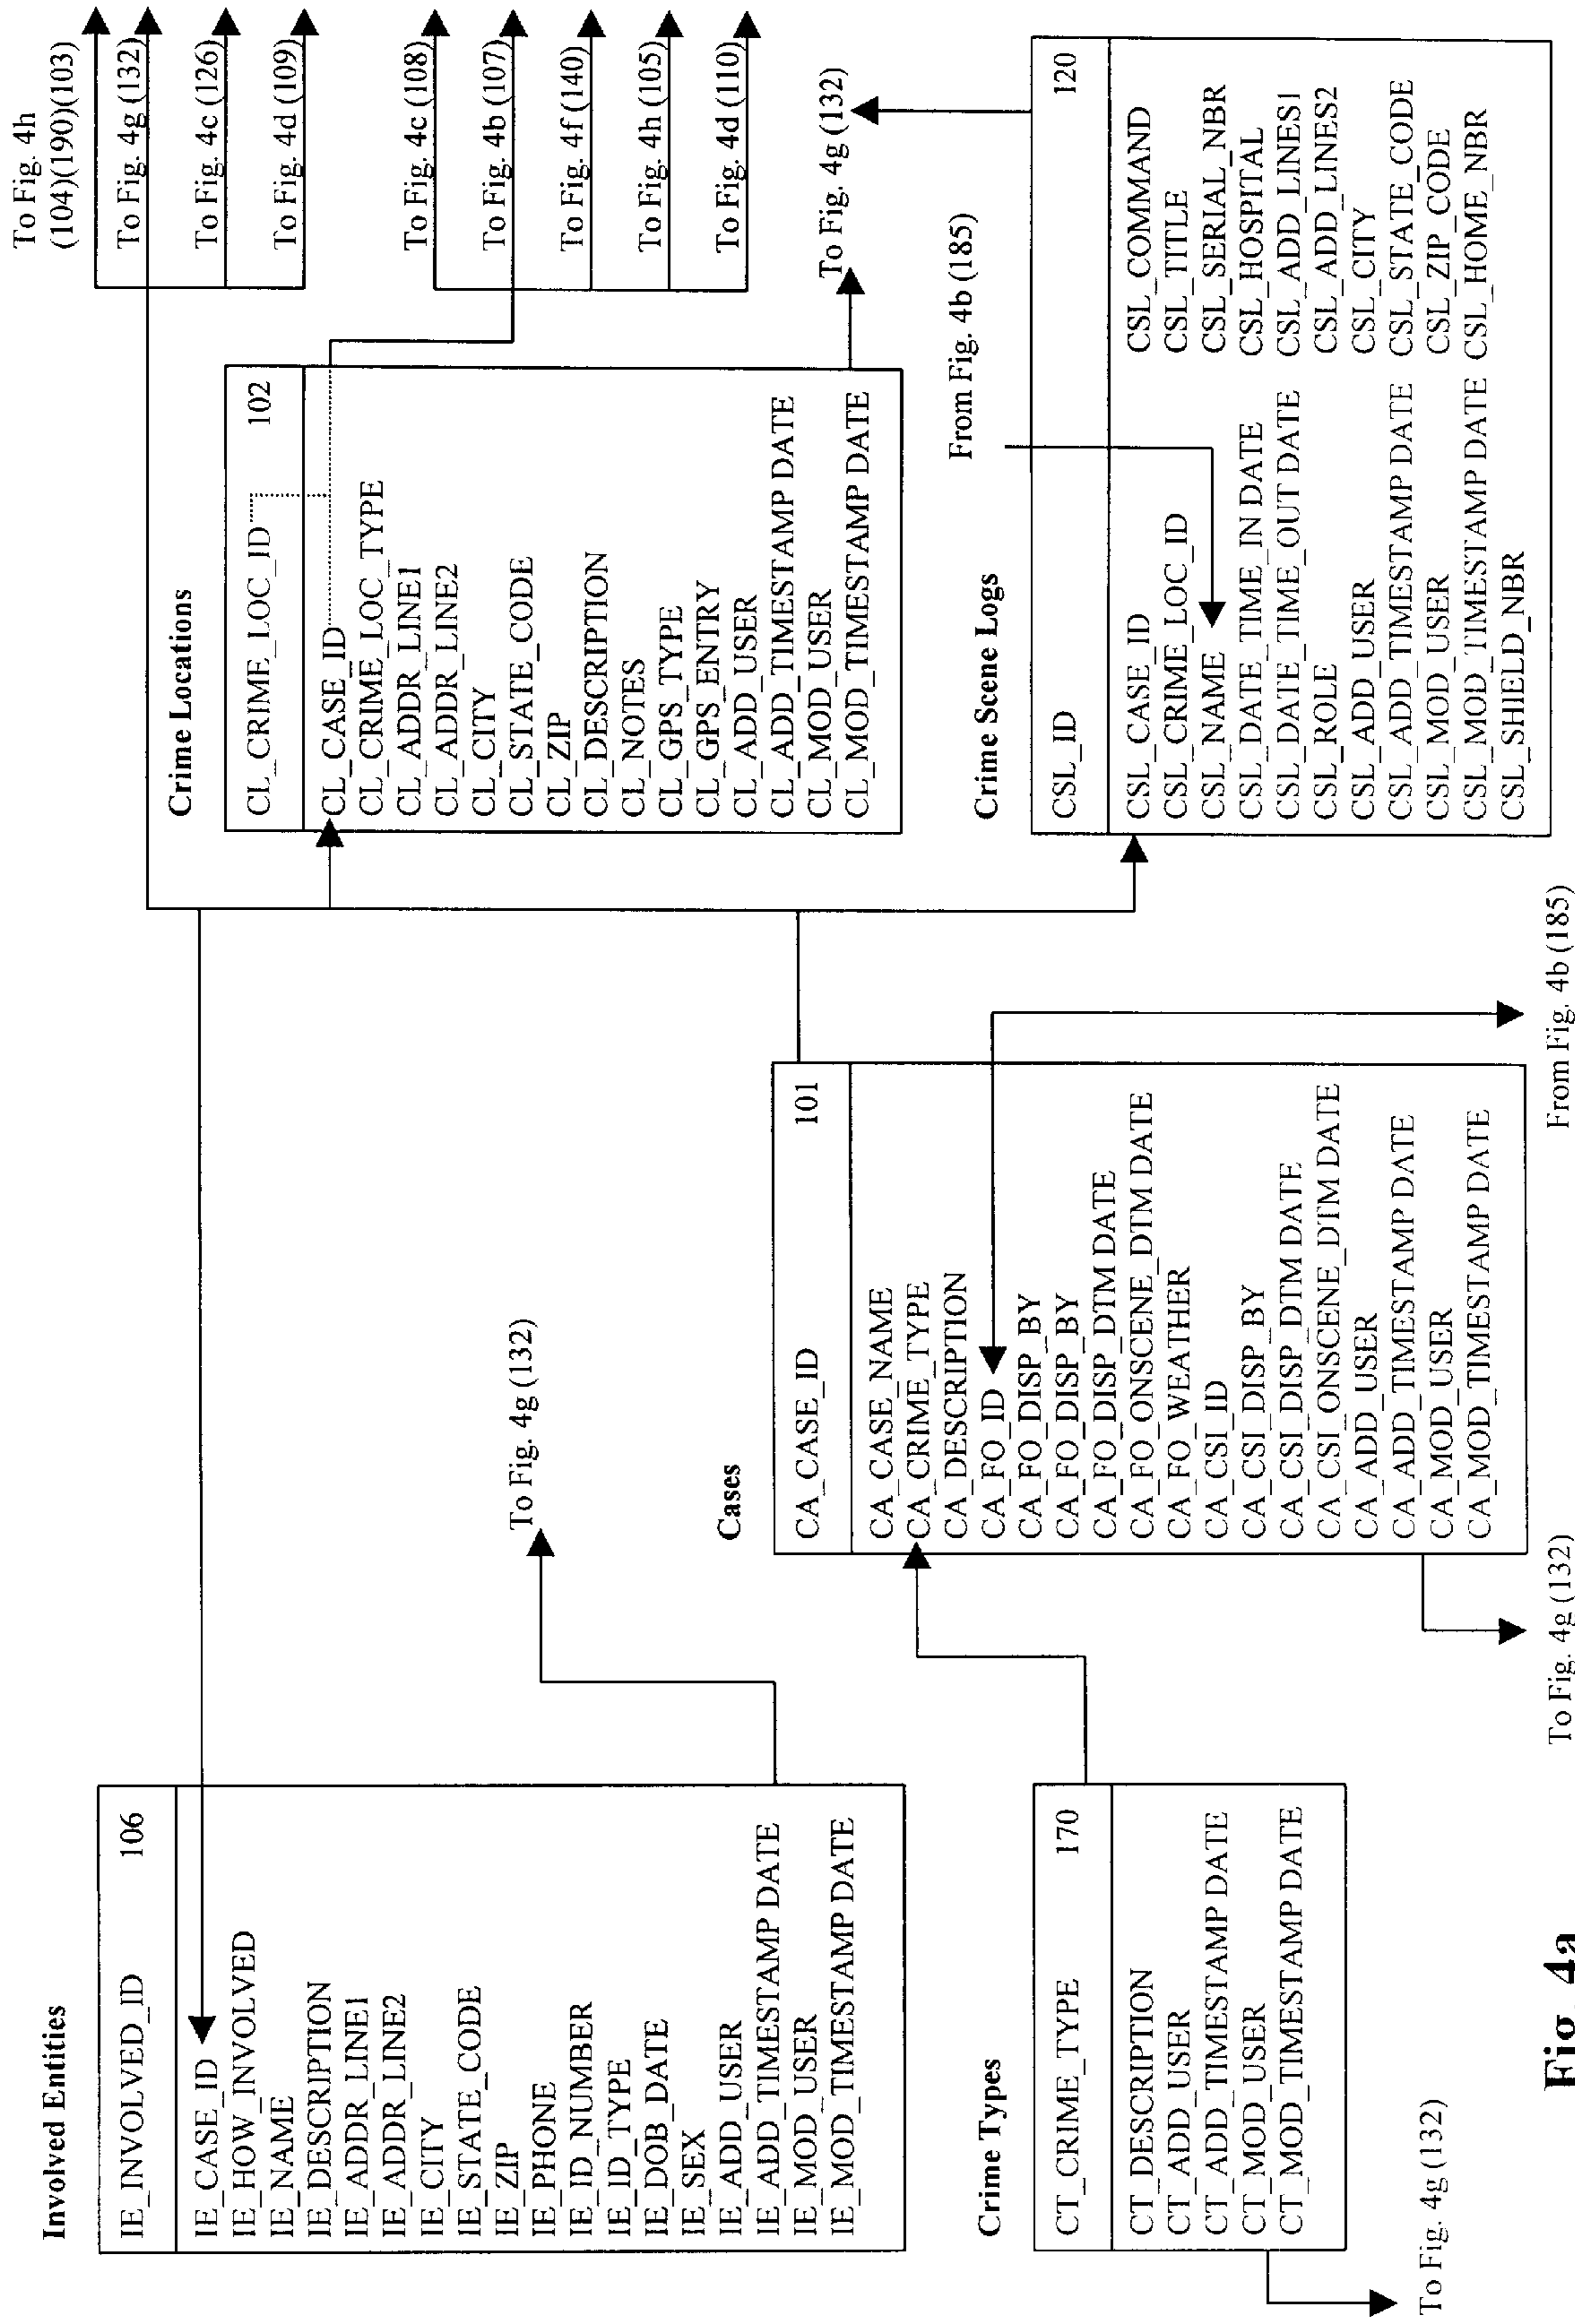 Involved Entities
IE_INVOLVED_ID 106
IE_CASE_ID
IE_HOW_INVOLVED
IE_NAME
IE_DESCRIPTION
IE_ADDR_LINE1
IE_ADDR_LINE2
IE_CITY
IE_STATE_CODE
IE_ZIP
IE_PHONE
IE_ID_NUMBER
IE_ID_TYPE
IE_DOB_DATE
IE_SEX
IE_ADD_USER
IE_ADD_TIMESTAMP DATE
IE_MOD_USER
IE_MOD_TIMESTAMP DATE
To Fig. 4g (132)
Crime Types
CT_CRIME_TYPE 170
CT_DESCRIPTION
CT_ADD_USER
CT_ADD_TIMESTAMP DATE
CT_MOD_USER
CT_MOD_TIMESTAMP DATE
To Fig. 4g (132)
Cases
CA_CASE_ID 101
CA_CASE_NAME
CA_CRIME_TYPE
CA_DESCRIPTION
CA_FO_ID
CA_FO_DISP_BY
CA_FO_DISP_BY
CA_FO_DISP_DTM DATE
CA_FO_ONSCENE_DTM DATE
CA_FO_WEATHER
CA_CSI_ID
CA_CSI_DISP_BY
CA_CSI_DISP_DTM DATE
CA_CSI_ONSCENE_DTM DATE
CA_ADD_USER
CA_ADD_TIMESTAMP DATE
CA_MOD_USER
CA_MOD_TIMESTAMP DATE
To Fig. 4g (132)
From Fig. 4b (185)
Crime Locations
CL_CRIME_LOC_ID 102
CL_CASE_ID
CL_CRIME_LOC_TYPE
CL_ADDR_LINE1
CL_ADDR_LINE2
CL_CITY
CL_STATE_CODE
CL_ZIP
CL_DESCRIPTION
CL_NOTES
CL_GPS_TYPE
CL_GPS_ENTRY
CL_ADD_USER
CL_ADD_TIMESTAMP DATE
CL_MOD_USER
CL_MOD_TIMESTAMP DATE
To Fig. 4h
(104)(190)(103)
To Fig. 4g (132)
To Fig. 4c (126)
To Fig. 4d (109)
To Fig. 4c (108)
To Fig. 4b (107)
To Fig. 4f (140)
To Fig. 4h (105)
To Fig. 4d (110)
To Fig. 4g (132)
From Fig. 4b (185)
Crime Scene Logs
CSL_ID 120
CSL_CASE_ID CSL_COMMAND
CSL_CRIME_LOC_ID CSL_TITLE
CSL_NAME CSL_SERIAL_NBR
CSL_DATE_TIME_IN DATE CSL_HOSPITAL
CSL_DATE_TIME_OUT DATE CSL_ADD_LINES1
CSL_ROLE CSL_ADD_LINES2
CSL_ADD_USER CSL_CITY
CSL_ADD_TIMESTAMP DATE CSL_STATE_CODE
CSL_MOD_USER CSL_ZIP_CODE
CSL_MOD_TIMESTAMP DATE CSL_HOME_NBR
CSL_SHIELD_NBR
Fig. 4a